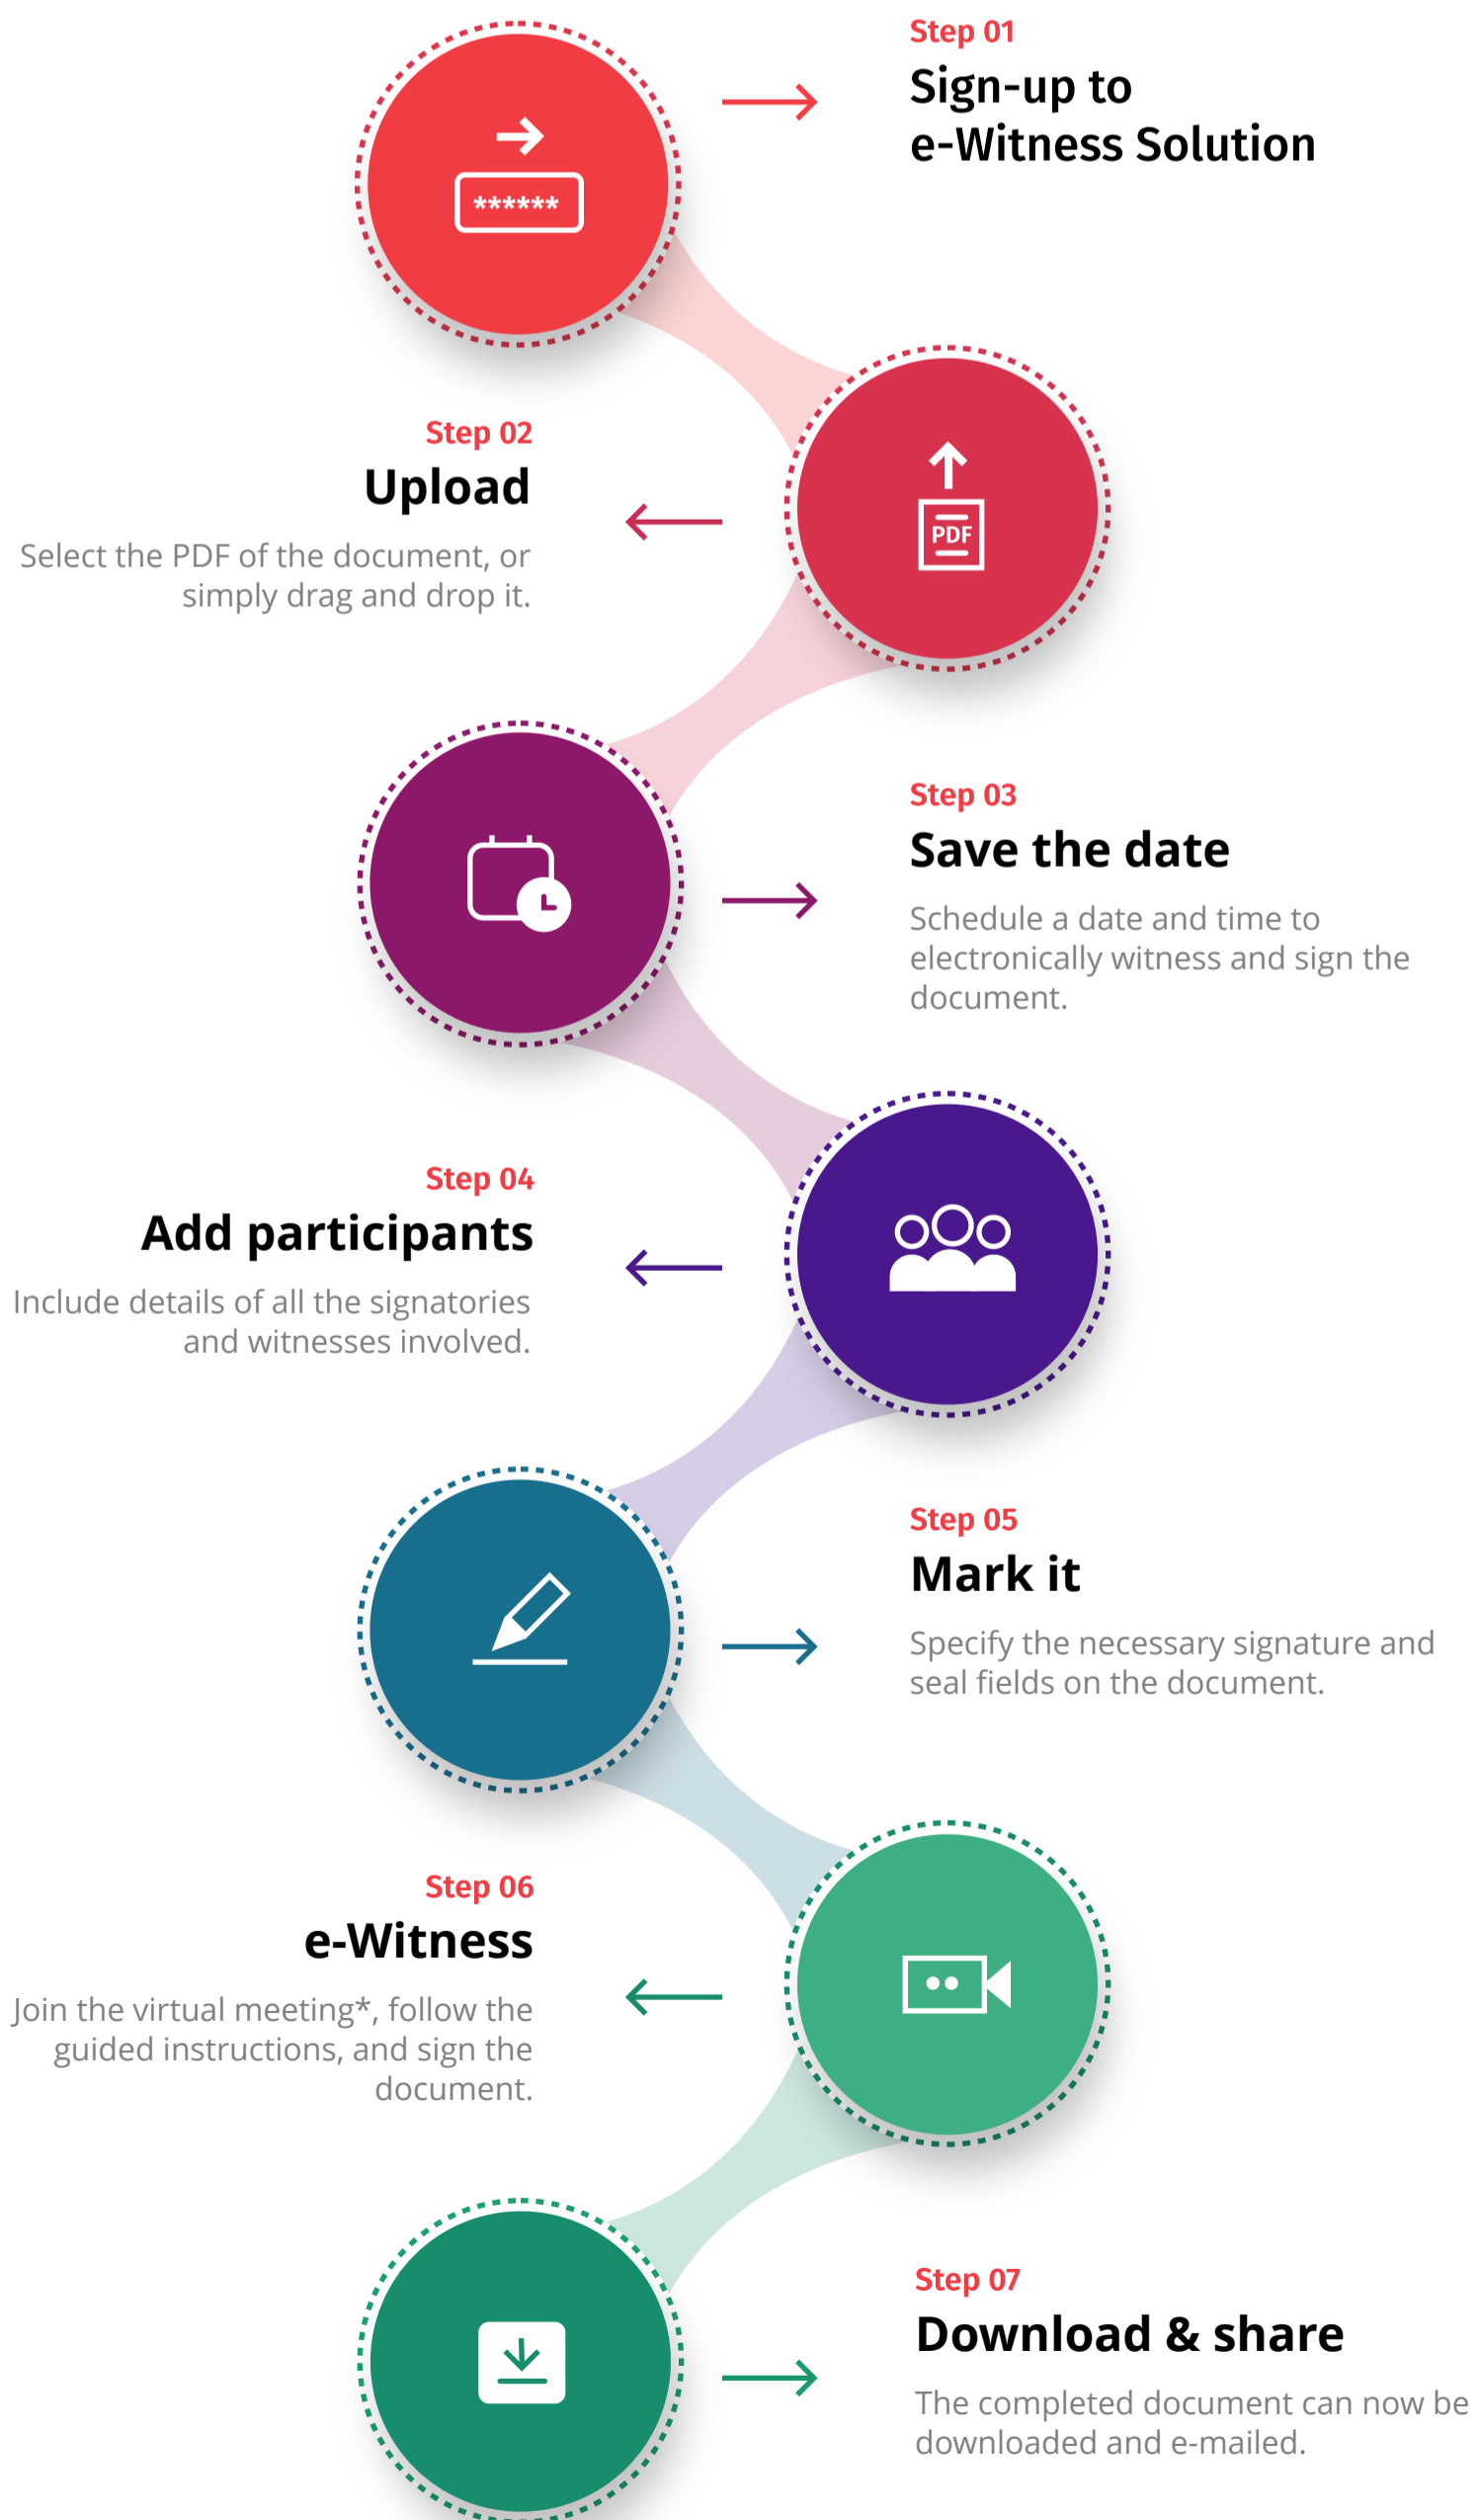 Step 01
Sign-up to
e-Witness Solution
******
Step 02
Upload
Select the PDF of the document, or
simply drag and drop it.
PDF
Step 03
Save the date
Schedule a date and time to
electronically witness and sign the
document.
Step 04
Add participants
Include details of all the signatories
and witnesses involved.
Step 05
Mark it
Specify the necessary signature and
seal fields on the document.
Step 06
e-Witness
Join the virtual meeting*, follow the
guided instructions, and sign the
document.
Step 07
Download & share
The completed document can now be
downloaded and e-mailed.